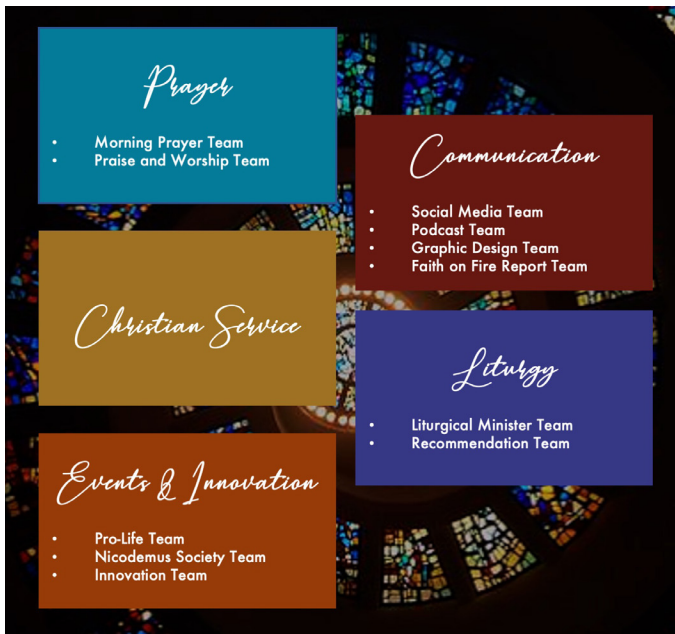 Prayer
• Morning Prayer Team
• Praise and Worship Team
Christian Service
Events & Innovation
• Pro-Life Team
• Nicodemus Society Team
• Innovation Team
Communication
• Social Media Team
• Podcast Team
• Graphic Design Team
• Faith on Fire Report Team
Liturgy
• Liturgical Minister Team
• Recommendation Team